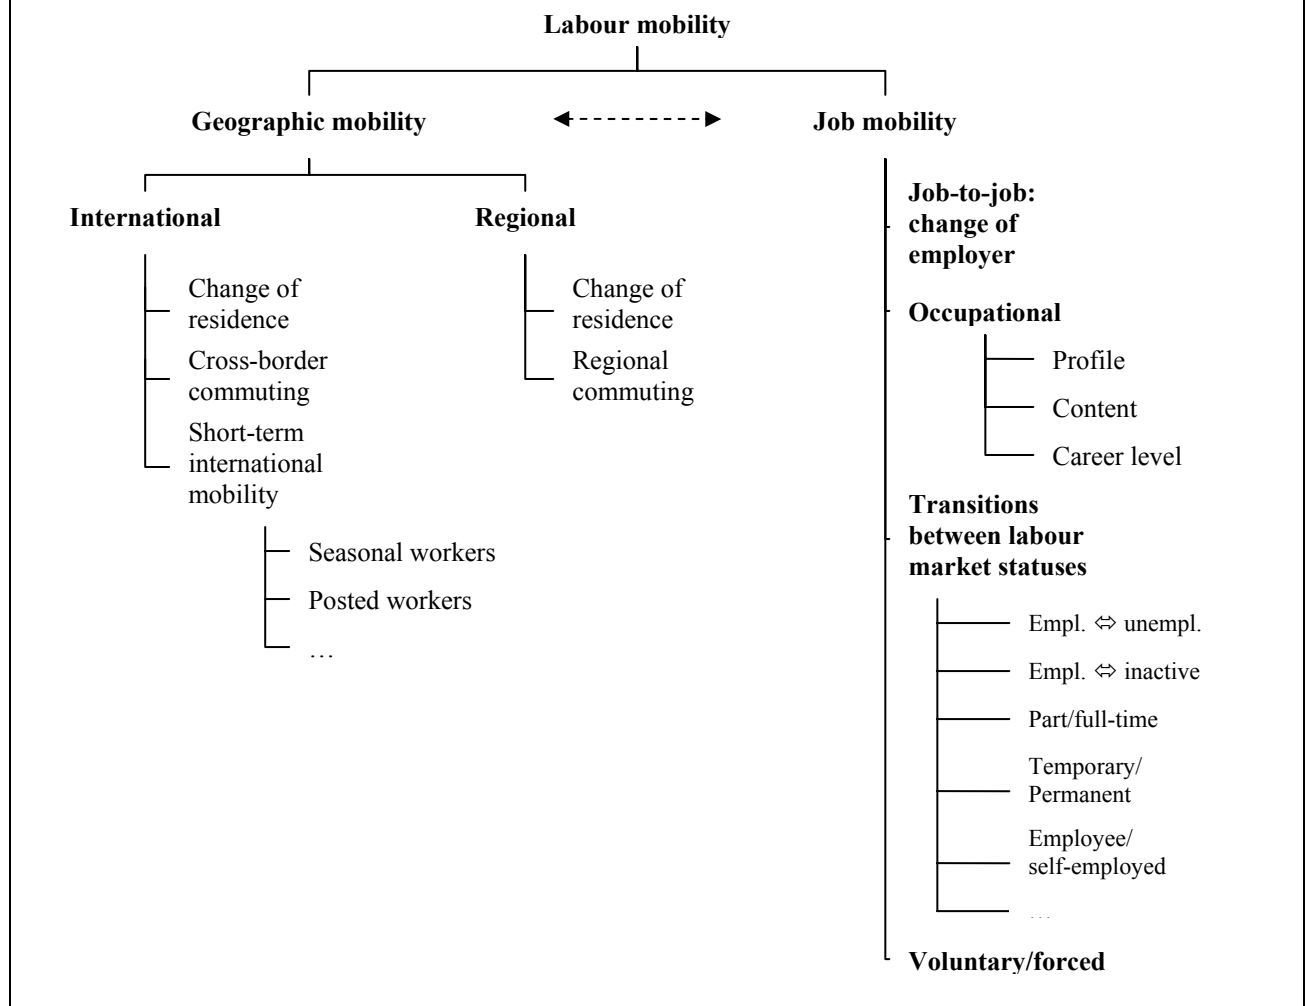 Labour mobility
Geographic mobility
Job mobility
International
Regional
Change of
residence
Cross-border
commuting
Short-term
international
mobility
Seasonal workers
Posted workers
…
Change of
residence
Regional
commuting
Job-to-job:
change of
employer
Occupational
Profile
Content
Career level
Transitions
between labour
market statuses
Empl. ⇔ unempl.
Empl. ⇔ inactive
Part/full-time
Temporary/
Permanent
Employee/
self-employed
…
Voluntary/forced